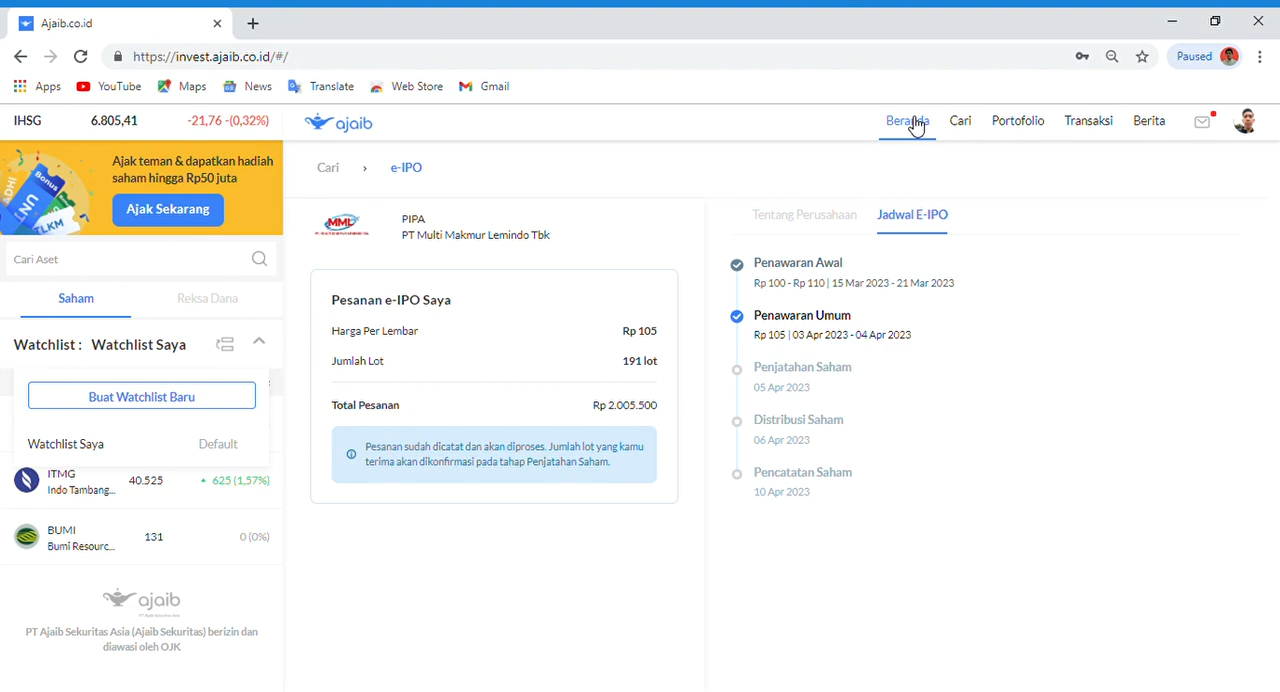 Ajaib.co.id
https://invest.ajaib.co.id/#/
Paused
Apps
YouTube
Maps
News
Translate
Web Store
Gmail
IHSG 6.805,41 -21,76 -(0,32%)
ajaib
Beranda
Cari
Portofolio
Transaksi
Berita
Ajak teman & dapatkan hadiah
saham hingga Rp50 juta
Ajak Sekarang
Cari Aset
Saham
Reksa Dana
Watchlist : Watchlist Saya
Buat Watchlist Baru
Watchlist Saya Default
ITMG
Indo Tambang...
40.525
625 (1,57%)
BUMI
Bumi Resourc...
131
0 (0%)
ajaib
PT Ajaib Sekuritas Asia (Ajaib Sekuritas) berizin dan
diawasi oleh OJK
Cari › e-IPO
MML
PIPA
PT Multi Makmur Lemindo Tbk
Pesanan e-IPO Saya
Harga Per Lembar Rp 105
Jumlah Lot 191 lot
Total Pesanan Rp 2.005.500
Pesanan sudah dicatat dan akan diproses. Jumlah lot yang kamu
terima akan dikonfirmasi pada tahap Penjatahan Saham.
Tentang Perusahaan
Jadwal E-IPO
Penawaran Awal
Rp 100 - Rp 110 | 15 Mar 2023 - 21 Mar 2023
Penawaran Umum
Rp 105 | 03 Apr 2023 - 04 Apr 2023
Penjatahan Saham
05 Apr 2023
Distribusi Saham
06 Apr 2023
Pencatatan Saham
10 Apr 2023